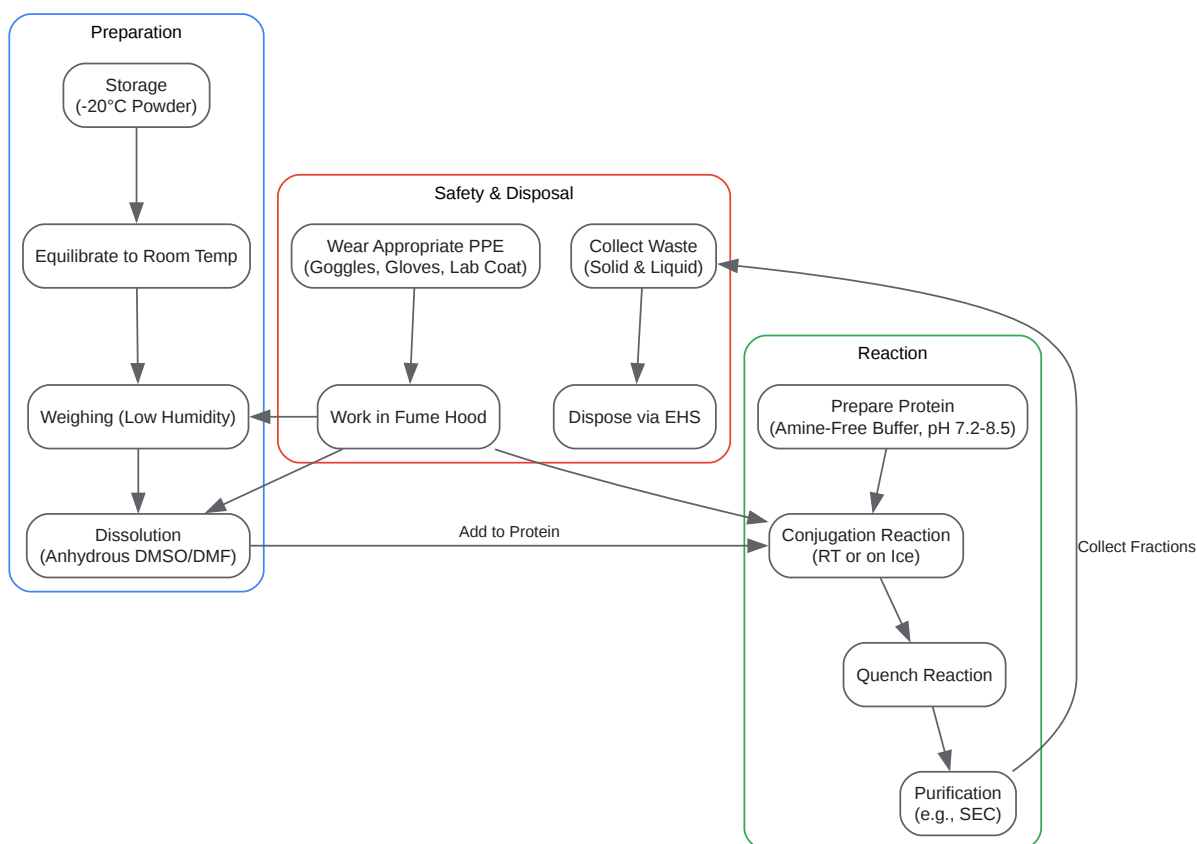 Preparation
Storage
(-20°C Powder)
Equilibrate to Room Temp
Weighing (Low Humidity)
Dissolution
(Anhydrous DMSO/DMF)
Safety & Disposal
Wear Appropriate PPE
(Goggles, Gloves, Lab Coat)
Collect Waste
(Solid & Liquid)
Work in Fume Hood
Dispose via EHS
Add to Protein
Reaction
Prepare Protein
(Amine-Free Buffer, pH 7.2-8.5)
Conjugation Reaction
(RT or on Ice)
Quench Reaction
Purification
(e.g., SEC)
Collect Fractions